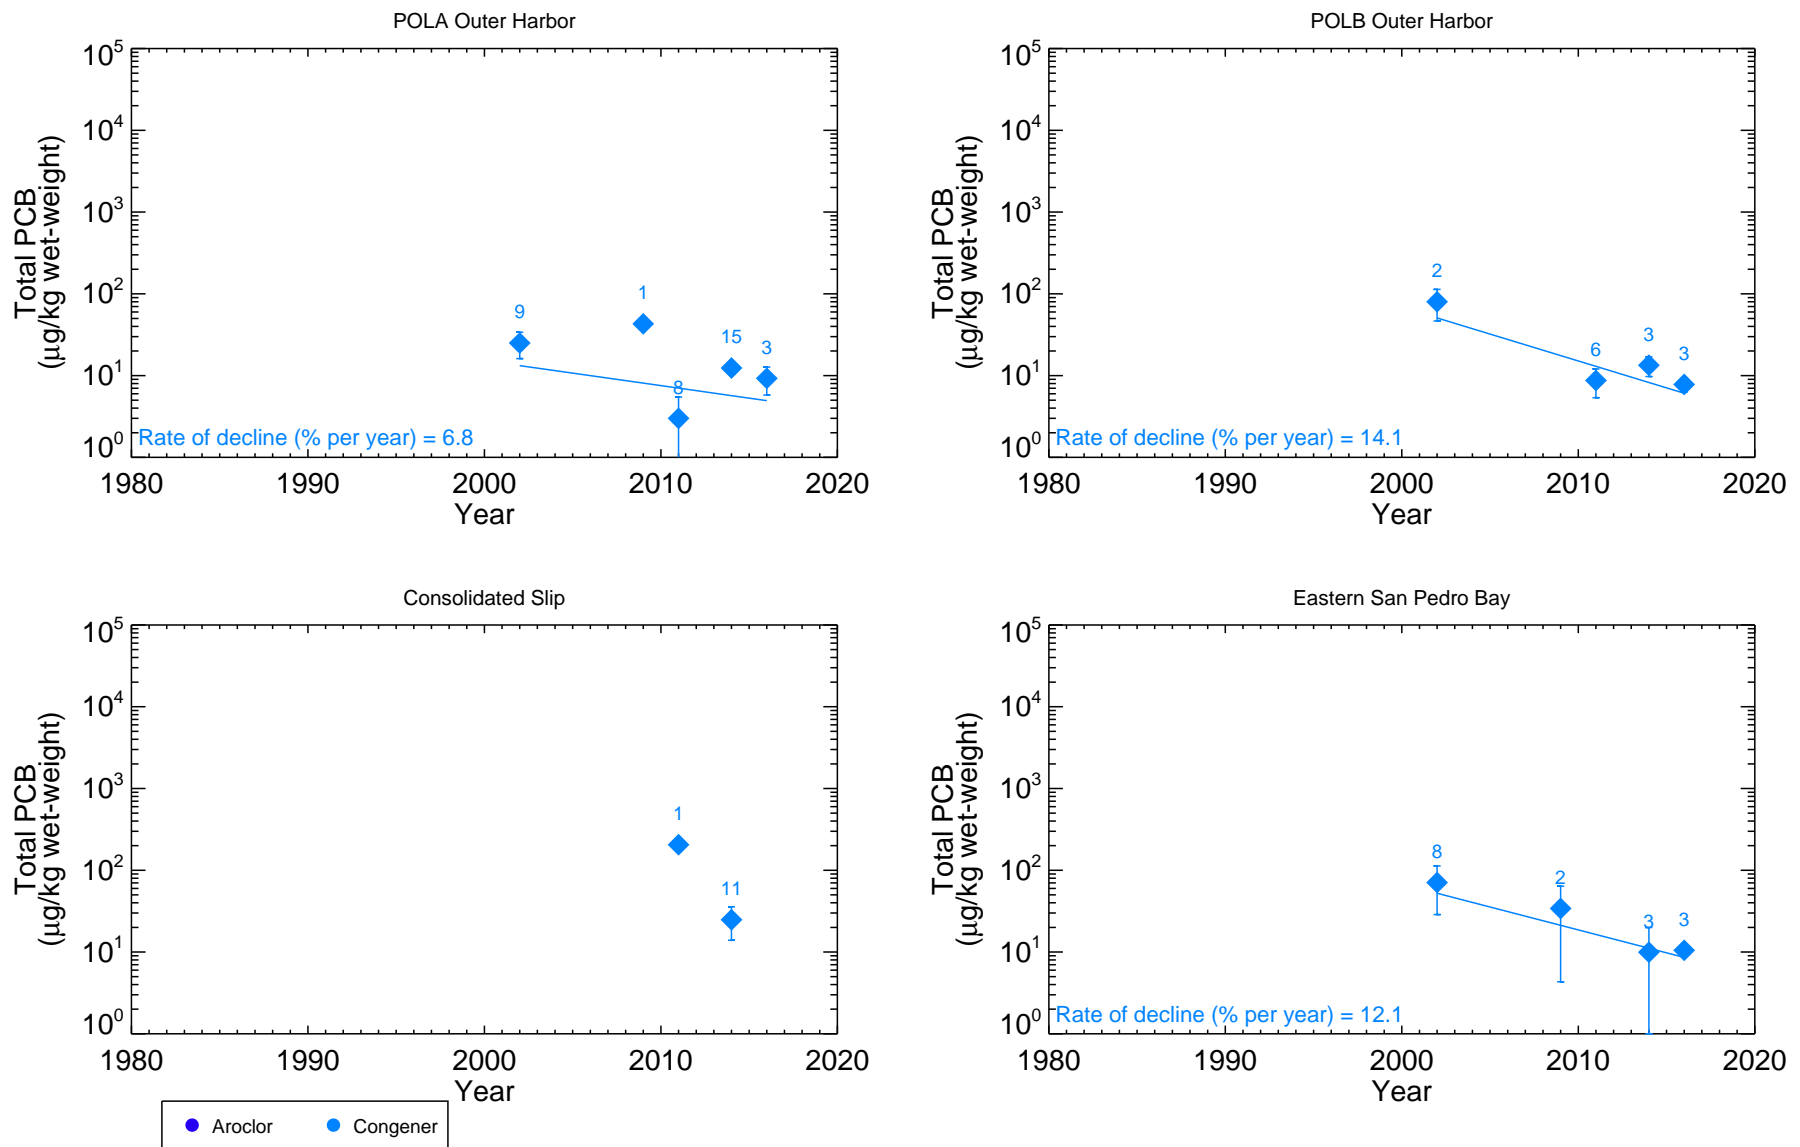 POLA Outer Harbor
10^5
10^4
10^3
10^2
10^1
10^0
Total PCB
(µg/kg wet-weight)
9
1
8
15
3
Rate of decline (% per year) = 6.8
1980 1990 2000 2010 2020
Year
POLB Outer Harbor
10^5
10^4
10^3
10^2
10^1
10^0
Total PCB
(µg/kg wet-weight)
2
6
3
3
Rate of decline (% per year) = 14.1
1980 1990 2000 2010 2020
Year
Consolidated Slip
10^5
10^4
10^3
10^2
10^1
10^0
Total PCB
(µg/kg wet-weight)
1
11
1980 1990 2000 2010 2020
Year
Eastern San Pedro Bay
10^5
10^4
10^3
10^2
10^1
10^0
Total PCB
(µg/kg wet-weight)
8
2
3
3
Rate of decline (% per year) = 12.1
1980 1990 2000 2010 2020
Year
Aroclor Congener